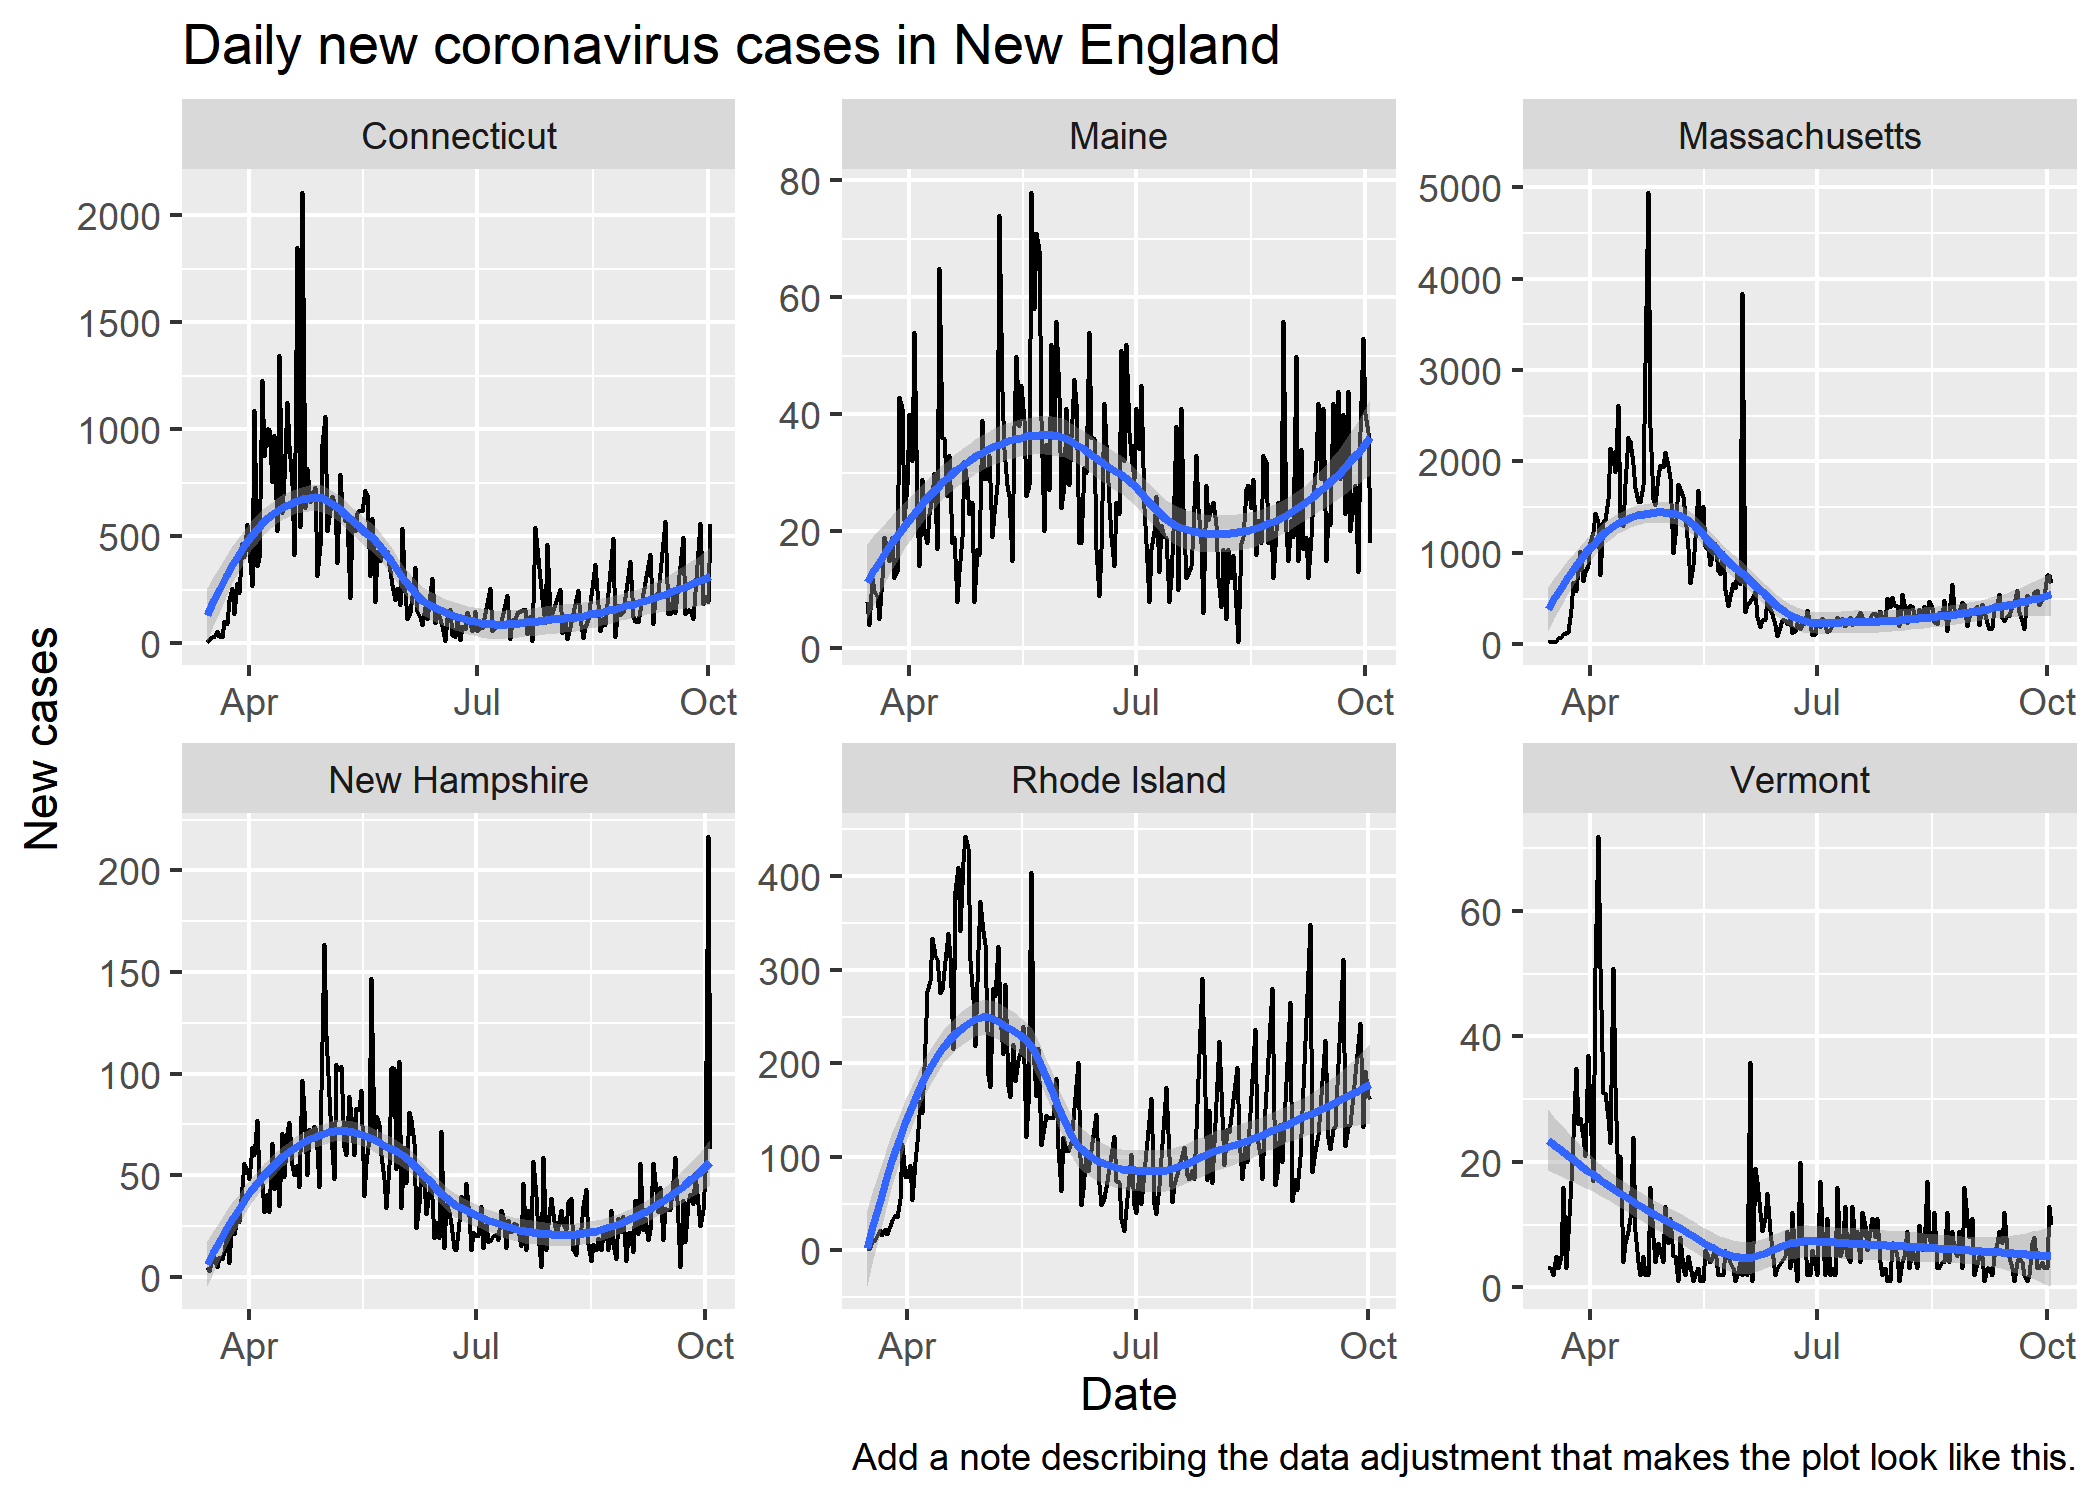 Daily new coronavirus cases in New England
Connecticut
Maine
Massachusetts
2000
1500
1000
500
0
80
60
40
20
0
5000
4000
3000
2000
1000
0
Apr Jul Oct
Apr Jul Oct
Apr Jul Oct
New cases
New Hampshire
Rhode Island
Vermont
200
150
100
50
0
400
300
200
100
0
60
40
20
0
Apr Jul Oct
Apr Jul Oct
Apr Jul Oct
Date
Add a note describing the data adjustment that makes the plot look like this.